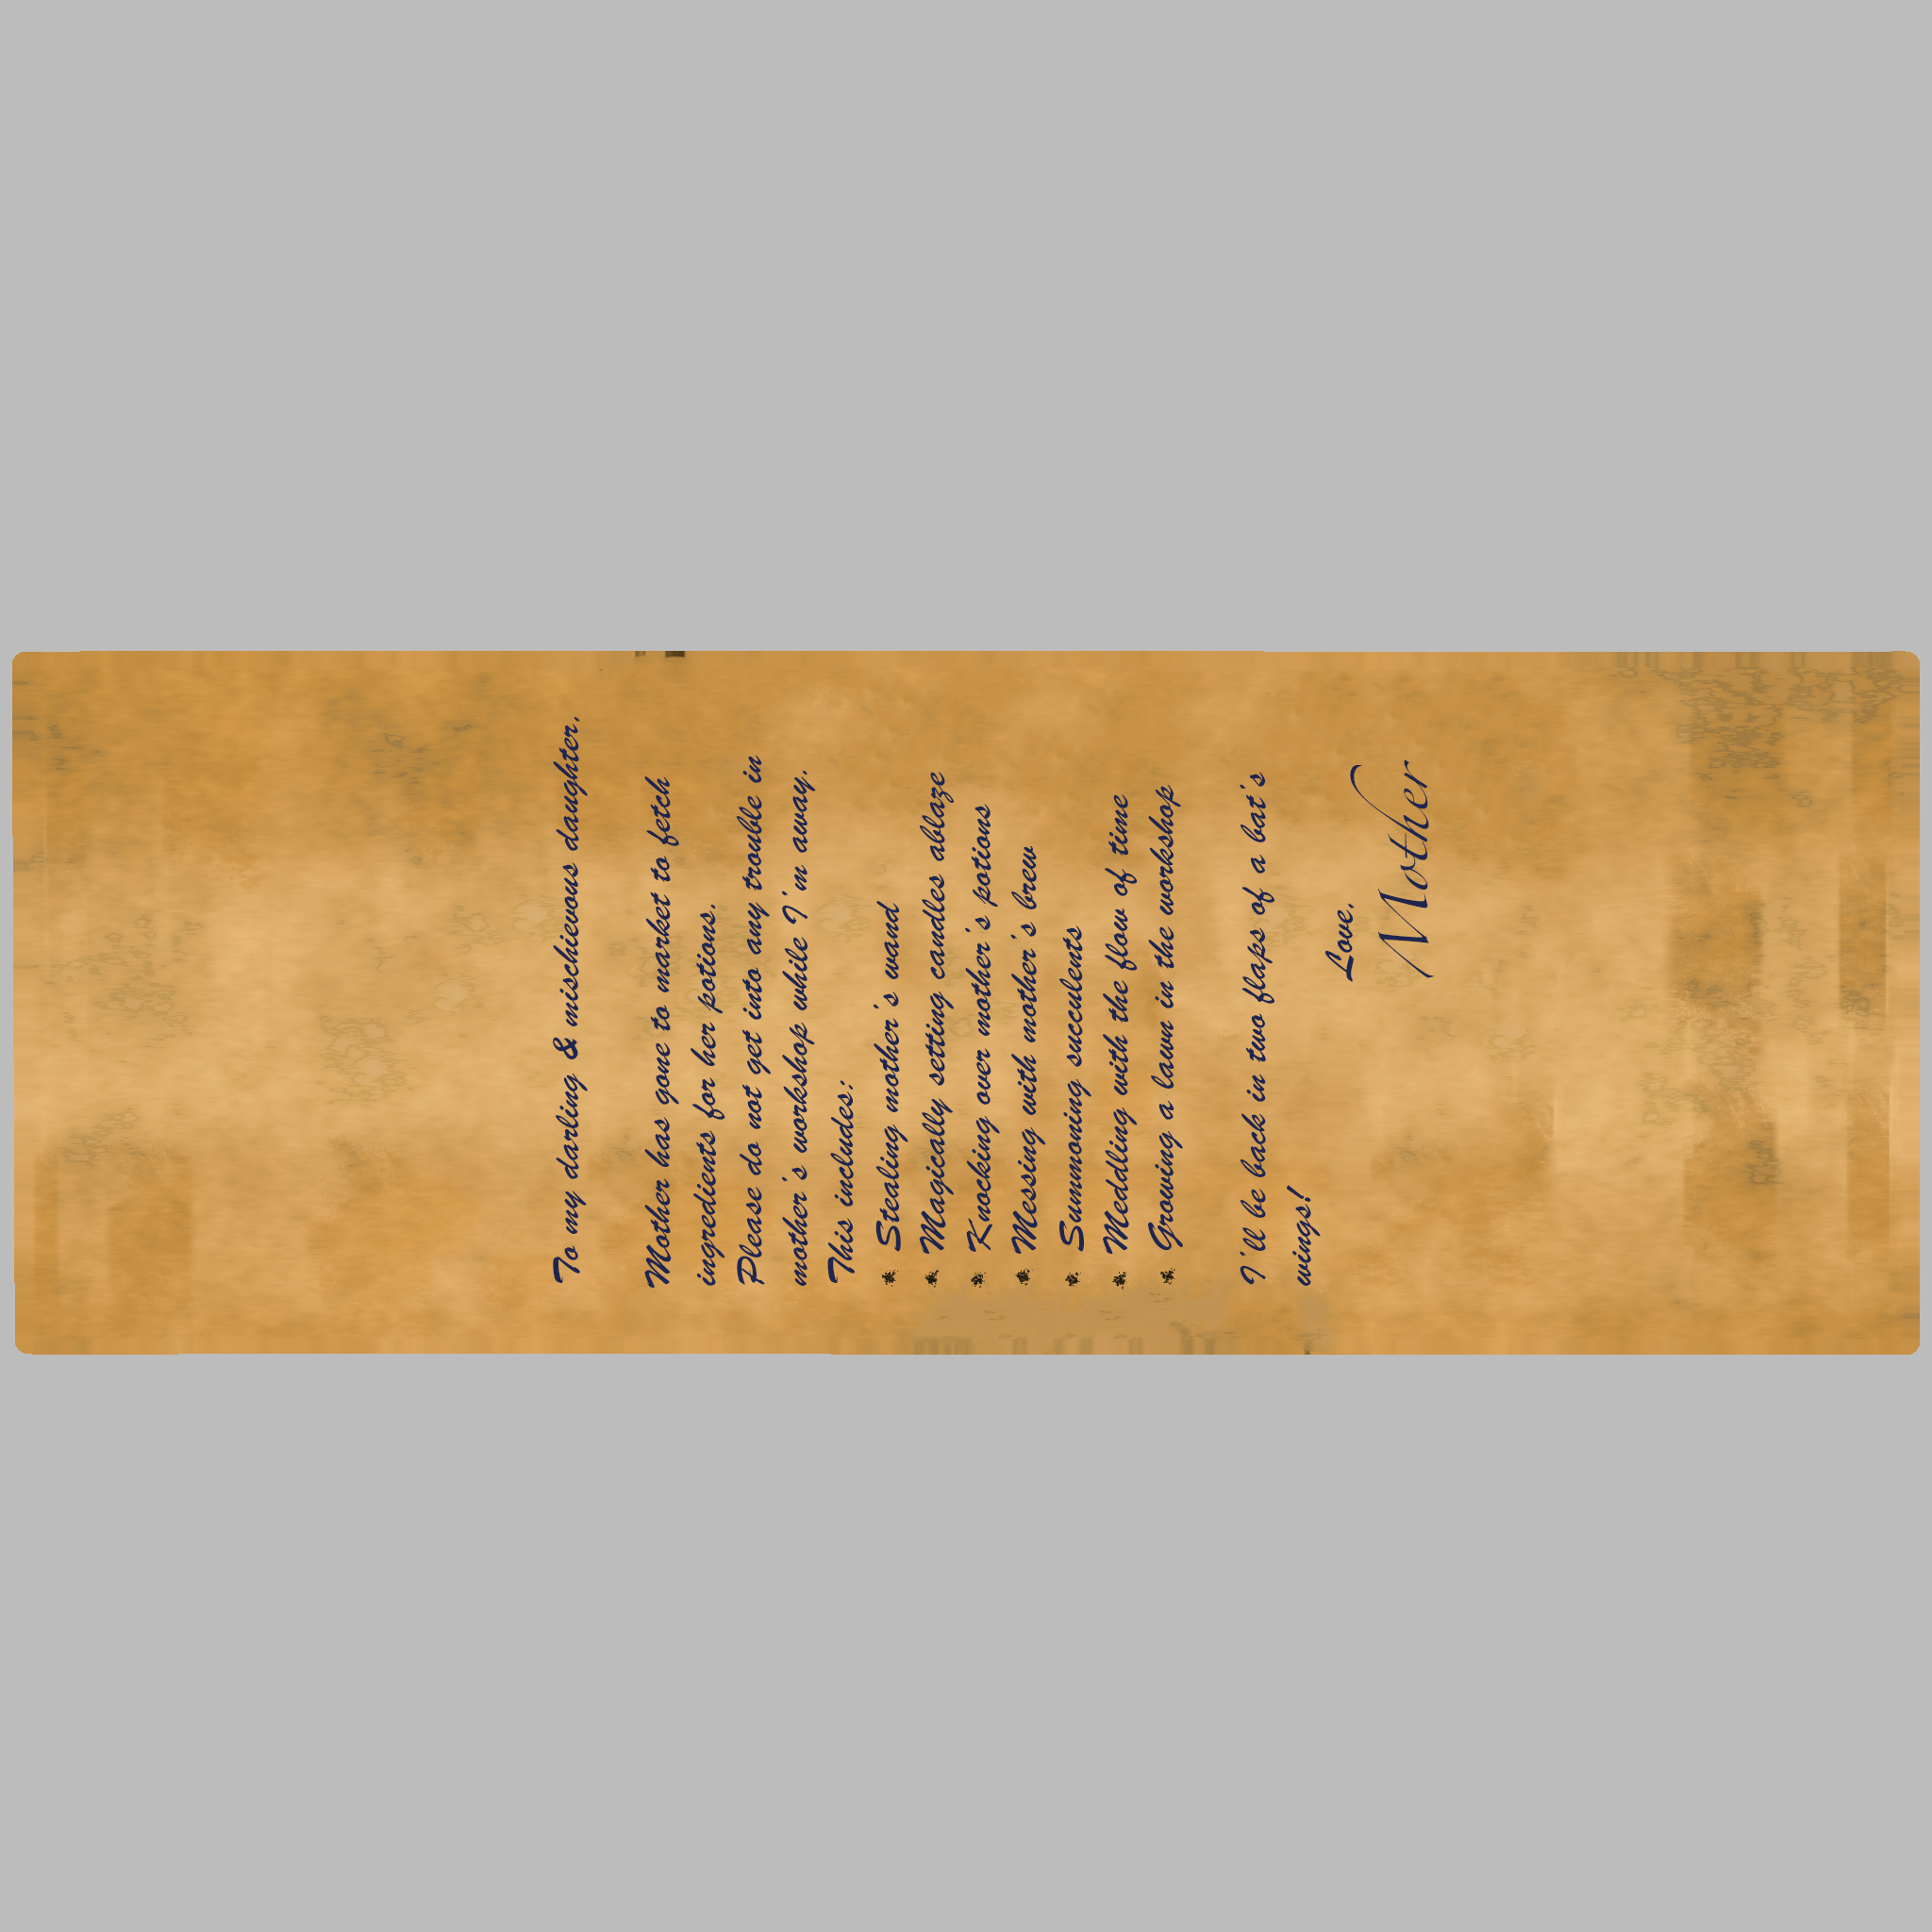 To my darling & mischievous daughter,
Mother has gone to market to fetch
ingredients for her potions.
Please do not get into any trouble in
mother's workshop while I'm away.
This includes:
Stealing mother's wand
Magically setting candles ablaze
Knocking over mother's potions
Messing with mother's brew
Summoning succulents
Meddling with the flow of time
Growing a lawn in the workshop
I'll be back in two flaps of a bat's
wings!
Love,
Mother